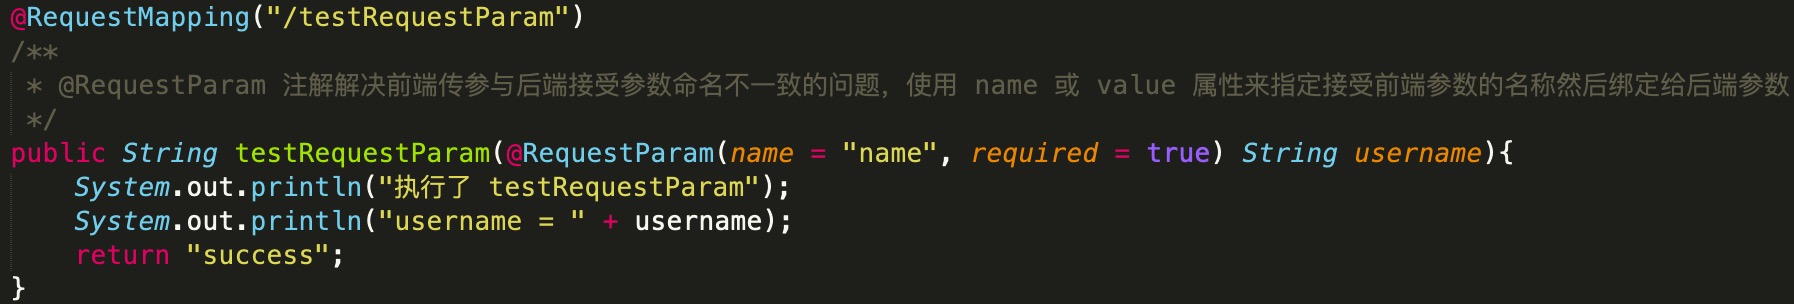 @RequestMapping("/testRequestParam")
/**
 * @RequestParam 注解解决前端传参与后端接受参数命名不一致的问题，使用 name 或 value 属性来指定接受前端参数的名称然后绑定给后端参数
 */
public String testRequestParam(@RequestParam(name = "name", required = true) String username){
    System.out.println("执行了 testRequestParam");
    System.out.println("username = " + username);
    return "success";
}